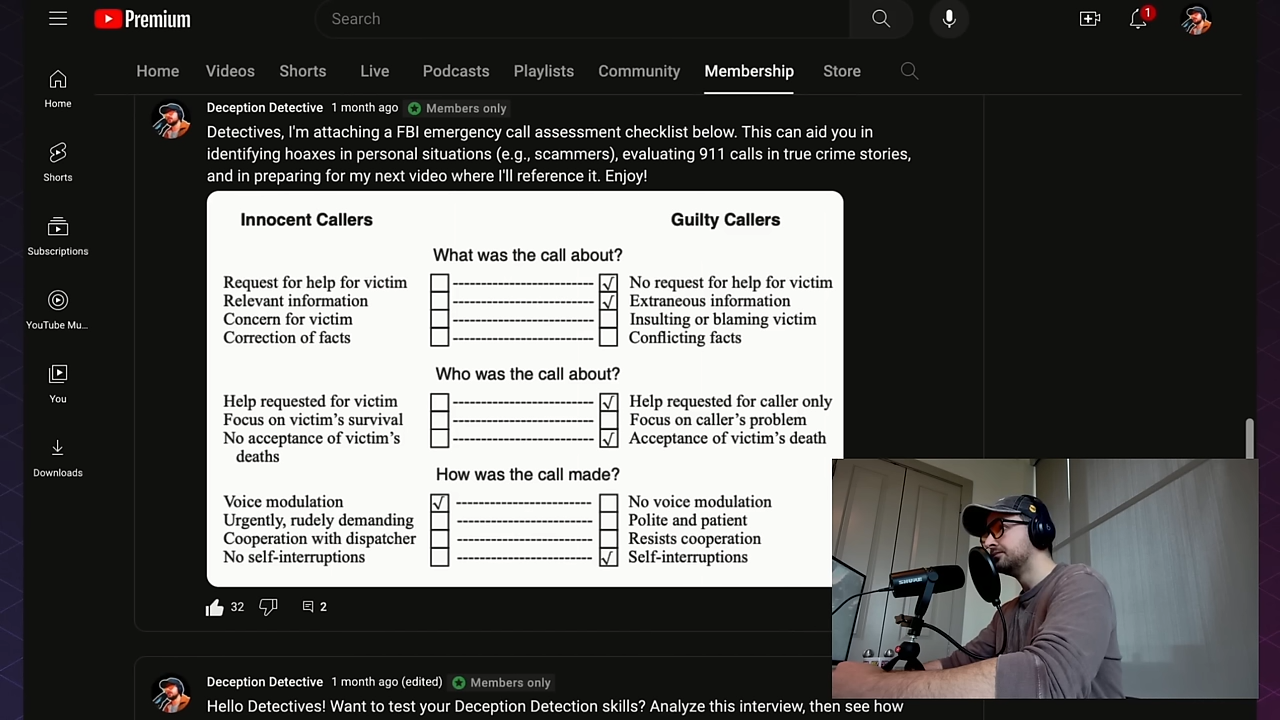 Premium
Search
1
Home
Videos
Shorts
Live
Podcasts
Playlists
Community
Membership
Store
Home
Shorts
Subscriptions
YouTube Mu...
You
Downloads
Deception Detective 1 month ago Members only
Detectives, I'm attaching a FBI emergency call assessment checklist below. This can aid you in
identifying hoaxes in personal situations (e.g., scammers), evaluating 911 calls in true crime stories,
and in preparing for my next video where I'll reference it. Enjoy!
Innocent Callers Guilty Callers
What was the call about?
Request for help for victim √ No request for help for victim
Relevant information √ Extraneous information
Concern for victim Insulting or blaming victim
Correction of facts Conflicting facts
Who was the call about?
Help requested for victim √ Help requested for caller only
Focus on victim's survival Focus on caller's problem
No acceptance of victim's √ Acceptance of victim's death
deaths
How was the call made?
Voice modulation √ No voice modulation
Urgently, rudely demanding Polite and patient
Cooperation with dispatcher Resists cooperation
No self-interruptions √ Self-interruptions
32 2
SHURE
Deception Detective 1 month ago (edited) Members only
Hello Detectives! Want to test your Deception Detection skills? Analyze this interview, then see how